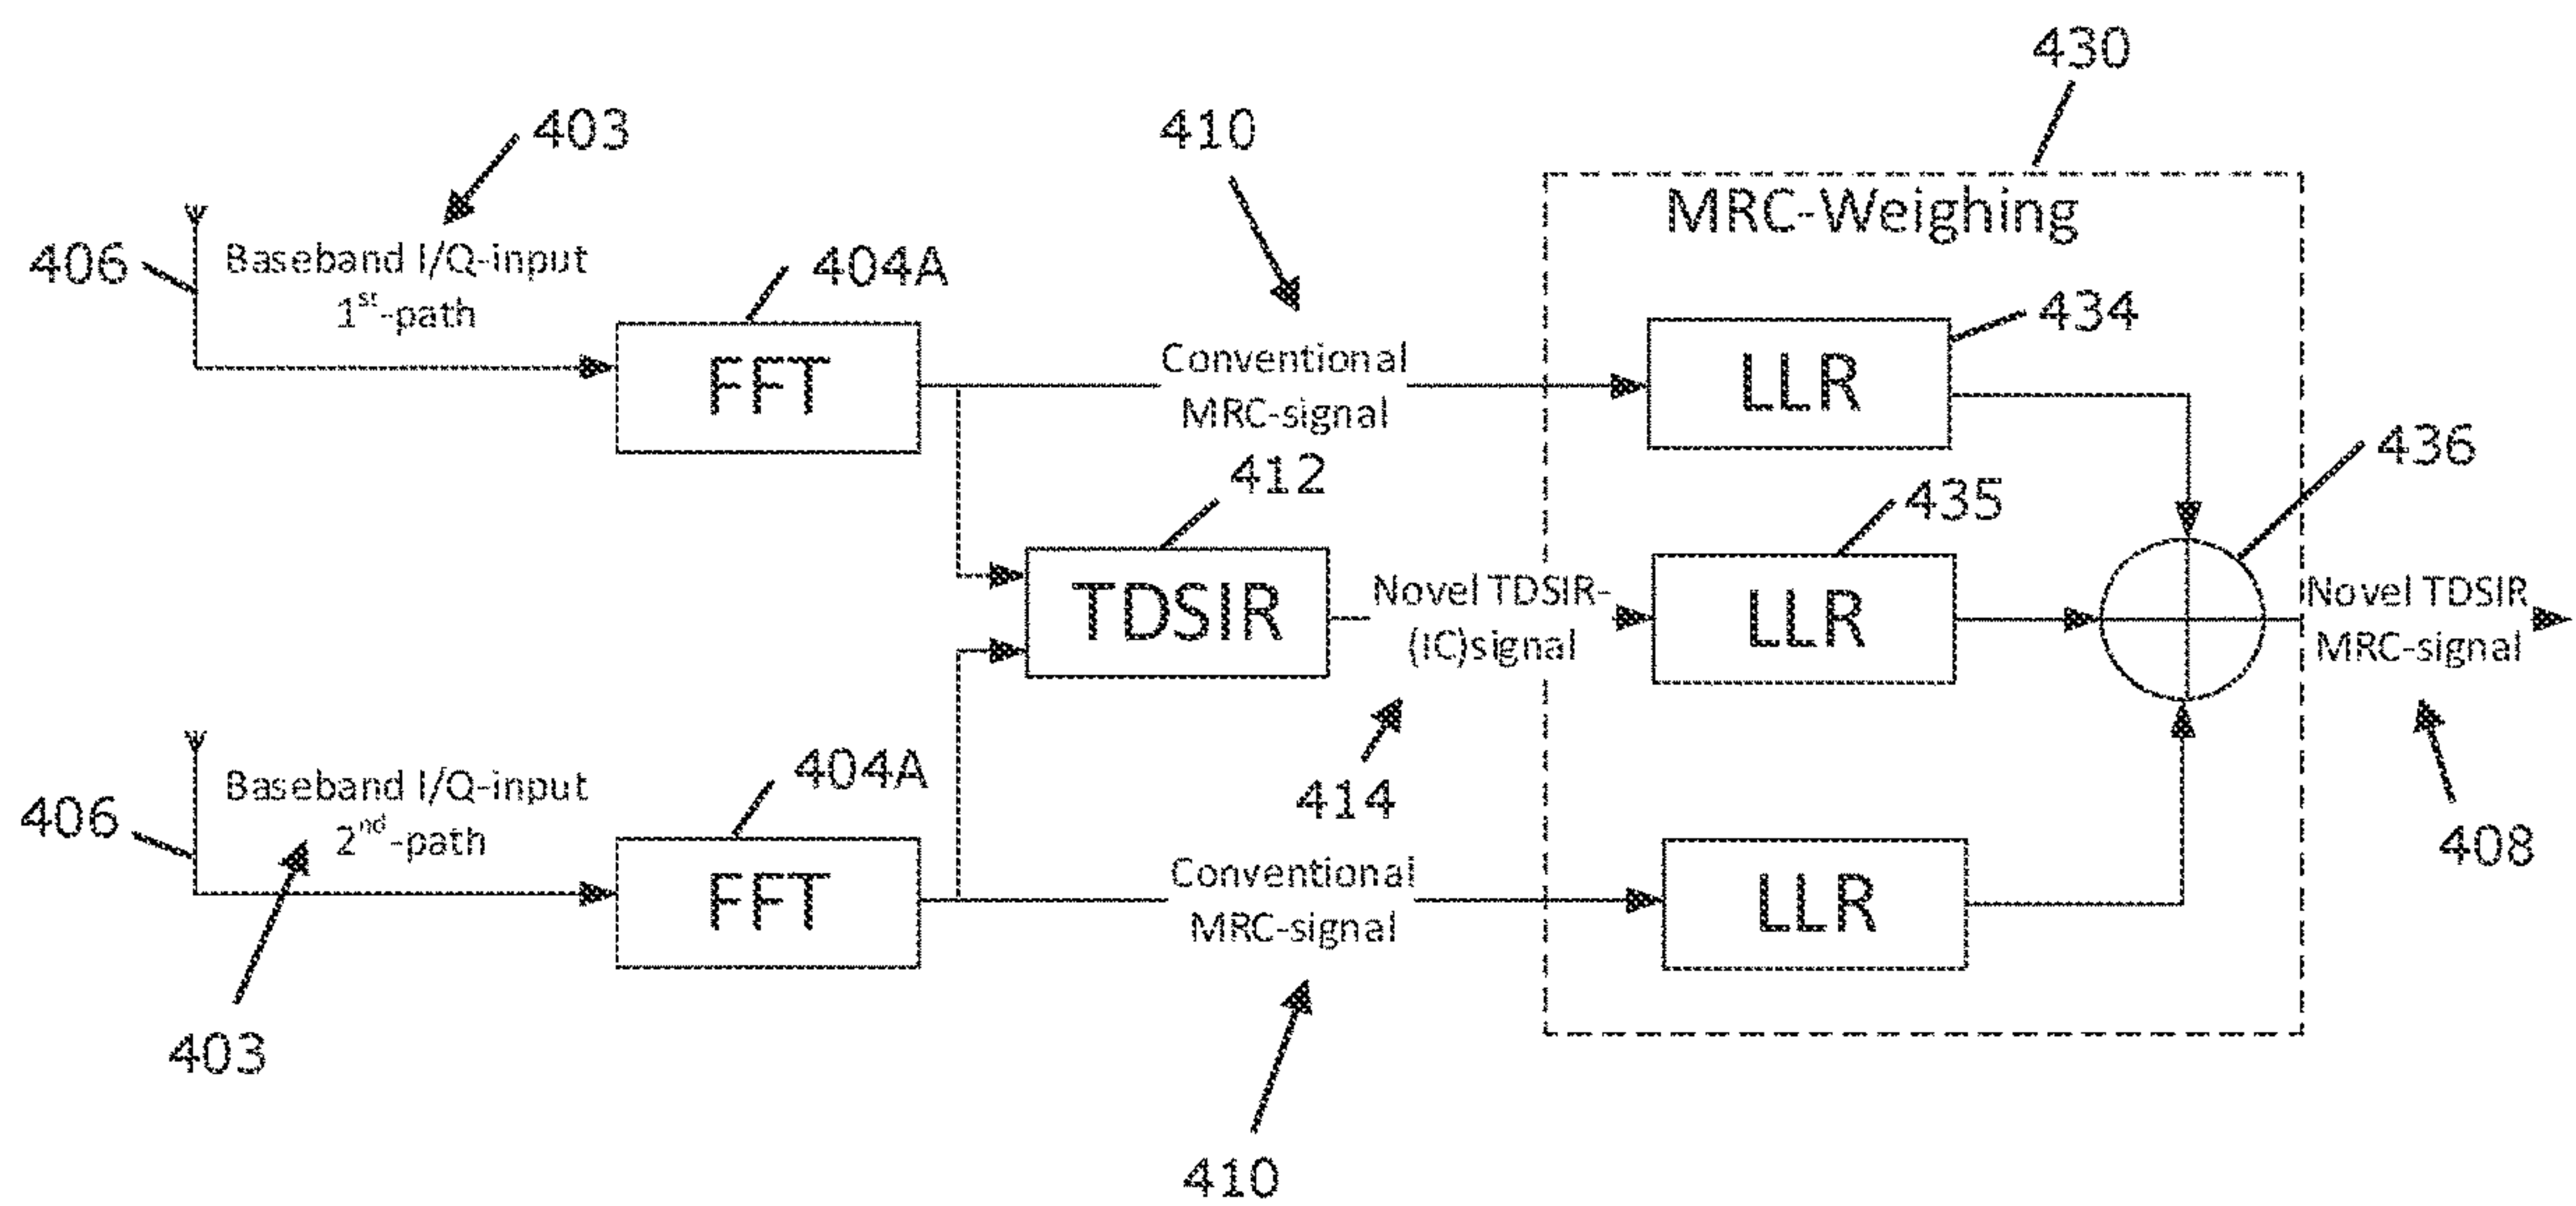 430
403
410
MRC-Weighing
406
Baseband I/Q-input
1st-path
404A
434
FFT
Conventional
MRC-signal
LLR
412
435
436
TDSIR
Novel TDSIR-
(IC)signal
LLR
Novel TDSIR
MRC-signal
406
Baseband I/Q-input
2nd-path
404A
414
408
FFT
Conventional
MRC-signal
LLR
403
410